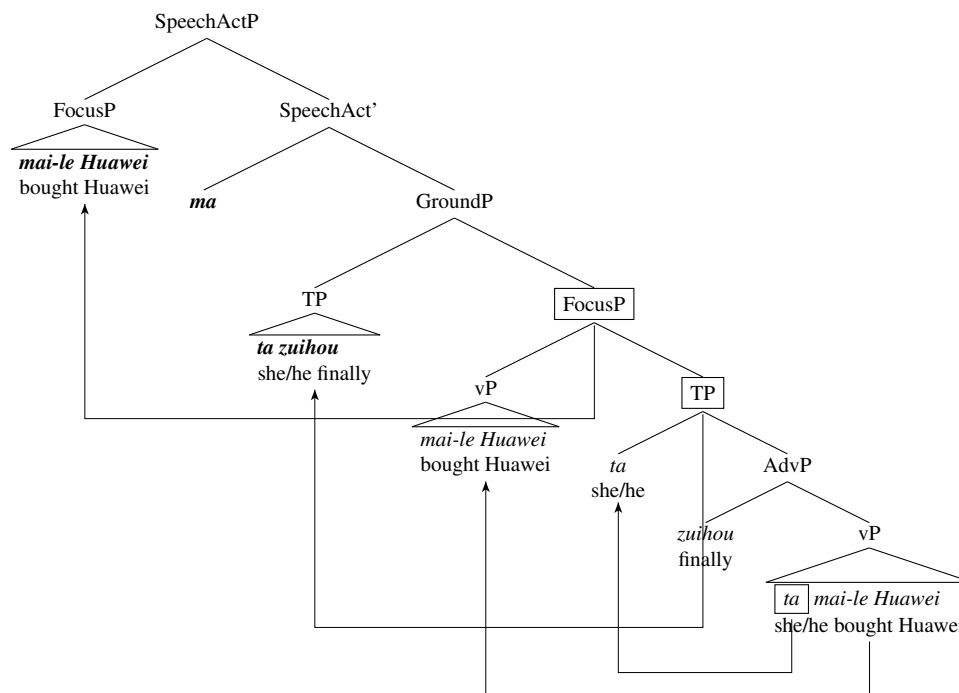 SpeechActP
FocusP
SpeechAct’
mai-le Huawei
bought Huawei
ma
GroundP
TP
FocusP
ta zuihou
she/he finally
vP
TP
mai-le Huawei
bought Huawei
ta
she/he
AdvP
zuihou
finally
vP
ta mai-le Huawei
she/he bought Huawei